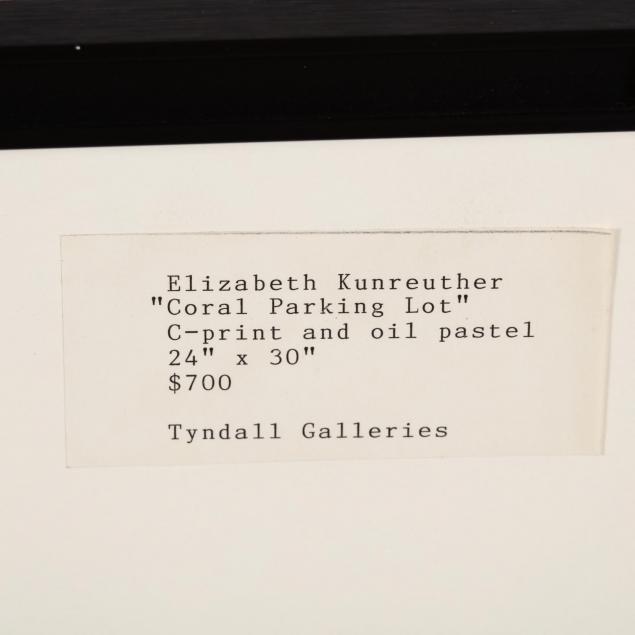 Elizabeth Kunreuther
"Coral Parking Lot"
C-print and oil pastel
24" x 30"
$700
Tyndall Galleries